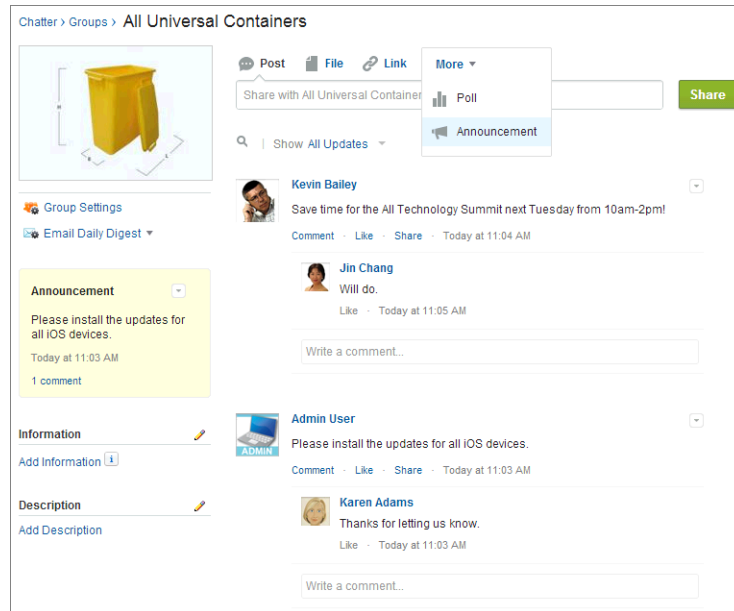 Chatter › Groups › All Universal Containers
Post
File
Link
More
Poll
Announcement
Share with All Universal Container
Share
Show All Updates
H
L
Group Settings
Email Daily Digest
Announcement
Please install the updates for
all iOS devices.
Today at 11:03 AM
1 comment
Information
Add Information i
Description
Add Description
Kevin Bailey
Save time for the All Technology Summit next Tuesday from 10am-2pm!
Comment · Like · Share · Today at 11:04 AM
Jin Chang
Will do.
Like · Today at 11:05 AM
Write a comment...
Admin User
ADMIN
Please install the updates for all iOS devices.
Comment · Like · Share · Today at 11:03 AM
Karen Adams
Thanks for letting us know.
Like · Today at 11:03 AM
Write a comment...